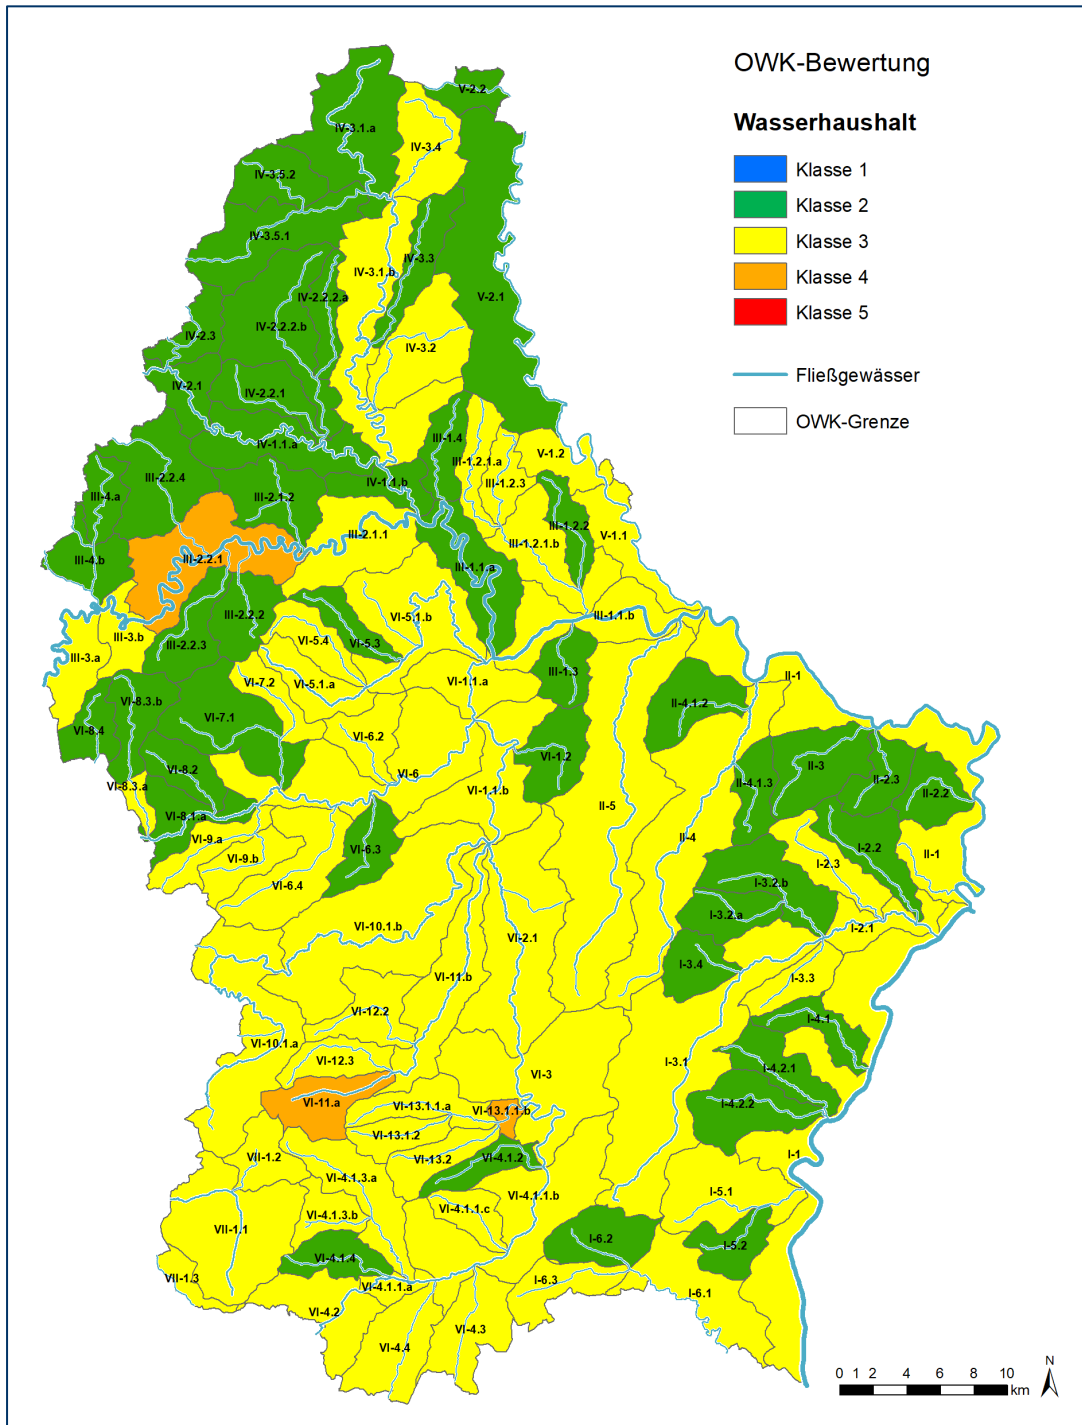 OWK-Bewertung
Wasserhaushalt
Klasse 1
Klasse 2
Klasse 3
Klasse 4
Klasse 5
Fließgewässer
OWK-Grenze
V-2.2
IV-3.1.a
IV-3.4
IV-3.5.2
IV-3.5.1
IV-3.3
IV-3.1.b
IV-2.2.2.a
V-2.1
IV-2.2.2.b
IV-2.3
IV-3.2
IV-2.1
IV-2.2.1
III-1.4
IV-1.1.a
V-1.2
III-1.2.1.a
III-2.2.4
IV-1.1.b
III-1.2.3
III-4.a
III-2.1.2
III-1.2.2
III-2.1.1
V-1.1
III-1.2.1.b
III-4.b
III-2.2.1
III-1.1.a
III-2.2.2
VI-5.1.b
III-1.1.b
III-3.b
VI-5.4
VI-5.3
III-2.2.3
III-3.a
III-1.3
II-1
VI-7.2
VI-5.1.a
VI-1.1.a
VI-8.3.b
II-4.1.2
VI-7.1
VI-8.4
VI-6.2
VI-1.2
II-3
VI-8.2
VI-6
II-2.3
II-4.1.3
VI-8.3.a
VI-1.1.b
II-2.2
II-5
VI-8.1.a
II-4
VI-9.a
VI-6.3
I-2.2
II-1
VI-9.b
I-2.3
I-3.2.b
VI-6.4
I-3.2.a
VI-10.1.b
I-2.1
VI-2.1
I-3.4
VI-11.b
I-3.3
VI-12.2
I-4.1
VI-10.1.a
VI-12.3
I-3.1
I-4.2.1
VI-3
VI-11.a
VI-13.1.1.a
VI-13.1.1.b
I-4.2.2
VI-13.1.2
VII-1.2
VI-13.2
VI-4.1.2
I-1
VI-4.1.3.a
I-5.1
VI-4.1.1.b
VI-4.1.1.c
VI-4.1.3.b
VII-1.1
I-6.2
I-5.2
VI-4.1.4
VII-1.3
VI-4.1.1.a
I-6.3
I-6.1
VI-4.2
VI-4.3
VI-4.4
N
0 1 2 4 6 8 10
km